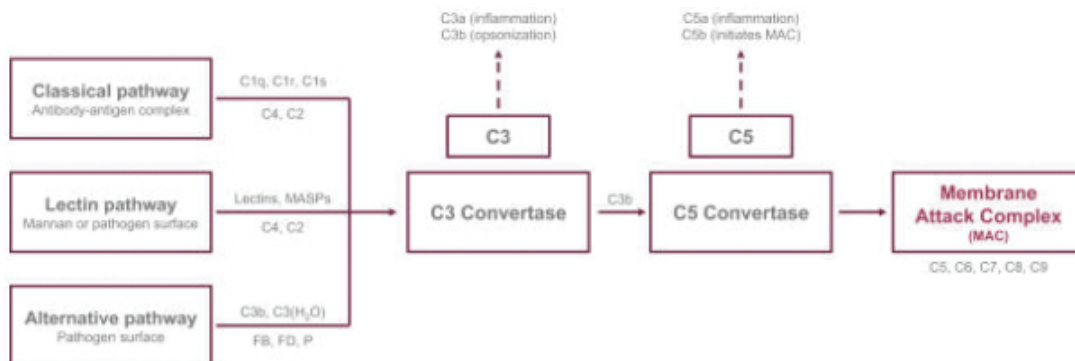 C3a (inflammation)
C3b (opsonization)
C5a (inflammation)
C5b (initiates MAC)
Classical pathway
Antibody-antigen complex
C1q, C1r, C1s
C4, C2
C3
C5
Lectin pathway
Mannan or pathogen surface
Lectins, MASPs
C4, C2
C3 Convertase
C3b
C5 Convertase
Membrane
Attack Complex
(MAC)
C5, C6, C7, C8, C9
Alternative pathway
Pathogen surface
C3b, C3(H₂O)
FB, FD, P